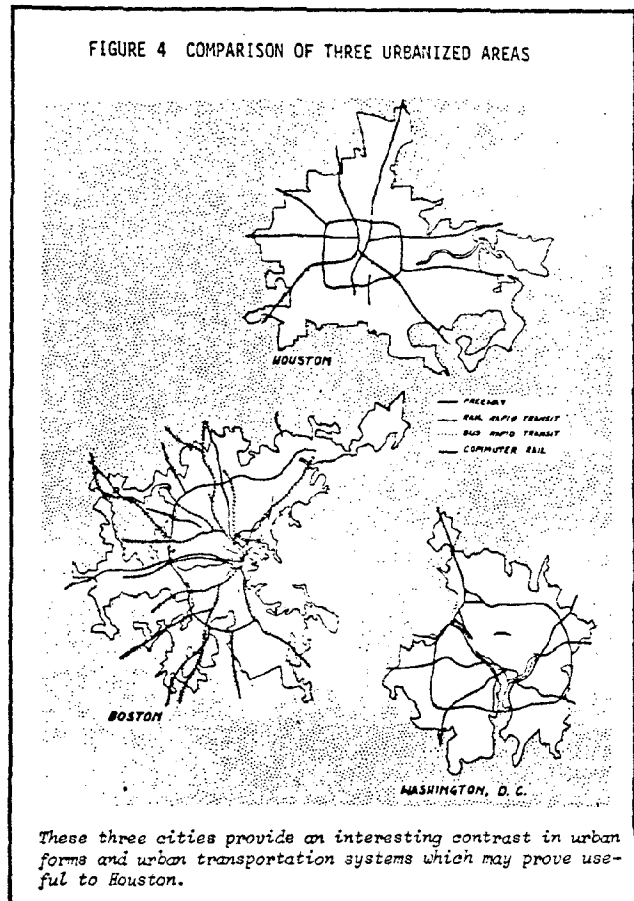 FIGURE 4 COMPARISON OF THREE URBANIZED AREAS
HOUSTON
FREEWAY
RAIL RAPID TRANSIT
BUS RAPID TRANSIT
COMMUTER RAIL
BOSTON
WASHINGTON, D. C.
These three cities provide an interesting contrast in urban
forms and urban transportation systems which may prove use-
ful to Houston.